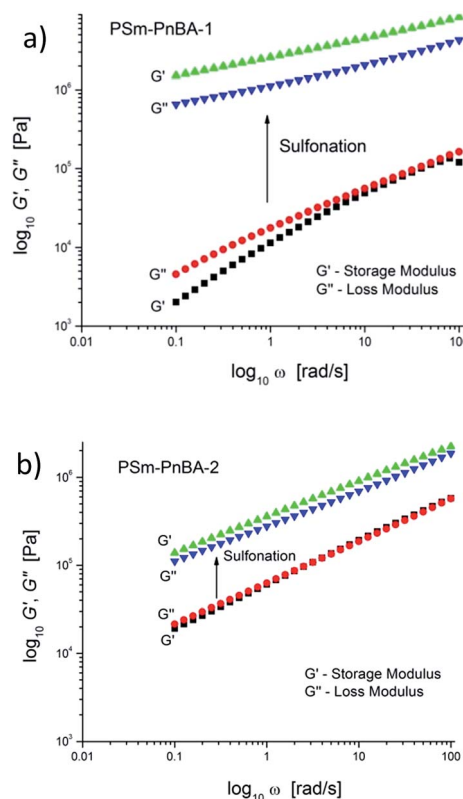 a)
PSm-PnBA-1
G'
10⁶
G"
10⁵
Sulfonation
log₁₀ G', G" [Pa]
10⁴
G"
G'
G' - Storage Modulus
G" - Loss Modulus
10³
0.01 0.1 1 10 100
log₁₀ ω [rad/s]
b)
PSm-PnBA-2
10⁶
G'
G"
Sulfonation
10⁵
log₁₀ G', G" [Pa]
G"
G'
10⁴
G' - Storage Modulus
G" - Loss Modulus
10³
0.01 0.1 1 10 100
log₁₀ ω [rad/s]